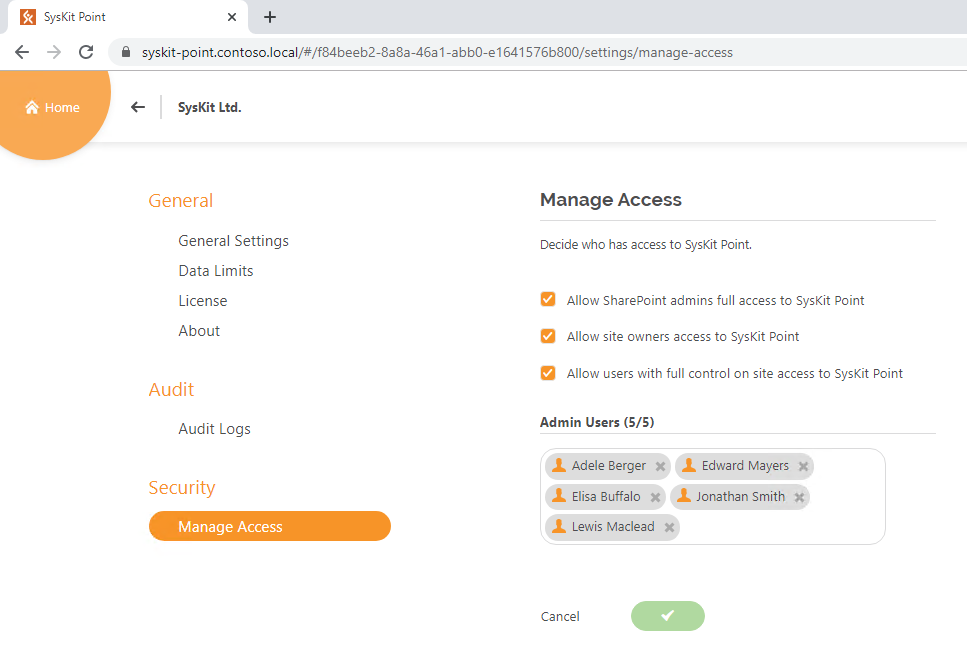 SysKit Point
syskit-point.contoso.local/#/f84beeb2-8a8a-46a1-abb0-e1641576b800/settings/manage-access
Home
SysKit Ltd.
General
General Settings
Data Limits
License
About
Audit
Audit Logs
Security
Manage Access
Manage Access
Decide who has access to SysKit Point.
Allow SharePoint admins full access to SysKit Point
Allow site owners access to SysKit Point
Allow users with full control on site access to SysKit Point
Admin Users (5/5)
Adele Berger Edward Mayers
Elisa Buffalo Jonathan Smith
Lewis Maclead
Cancel